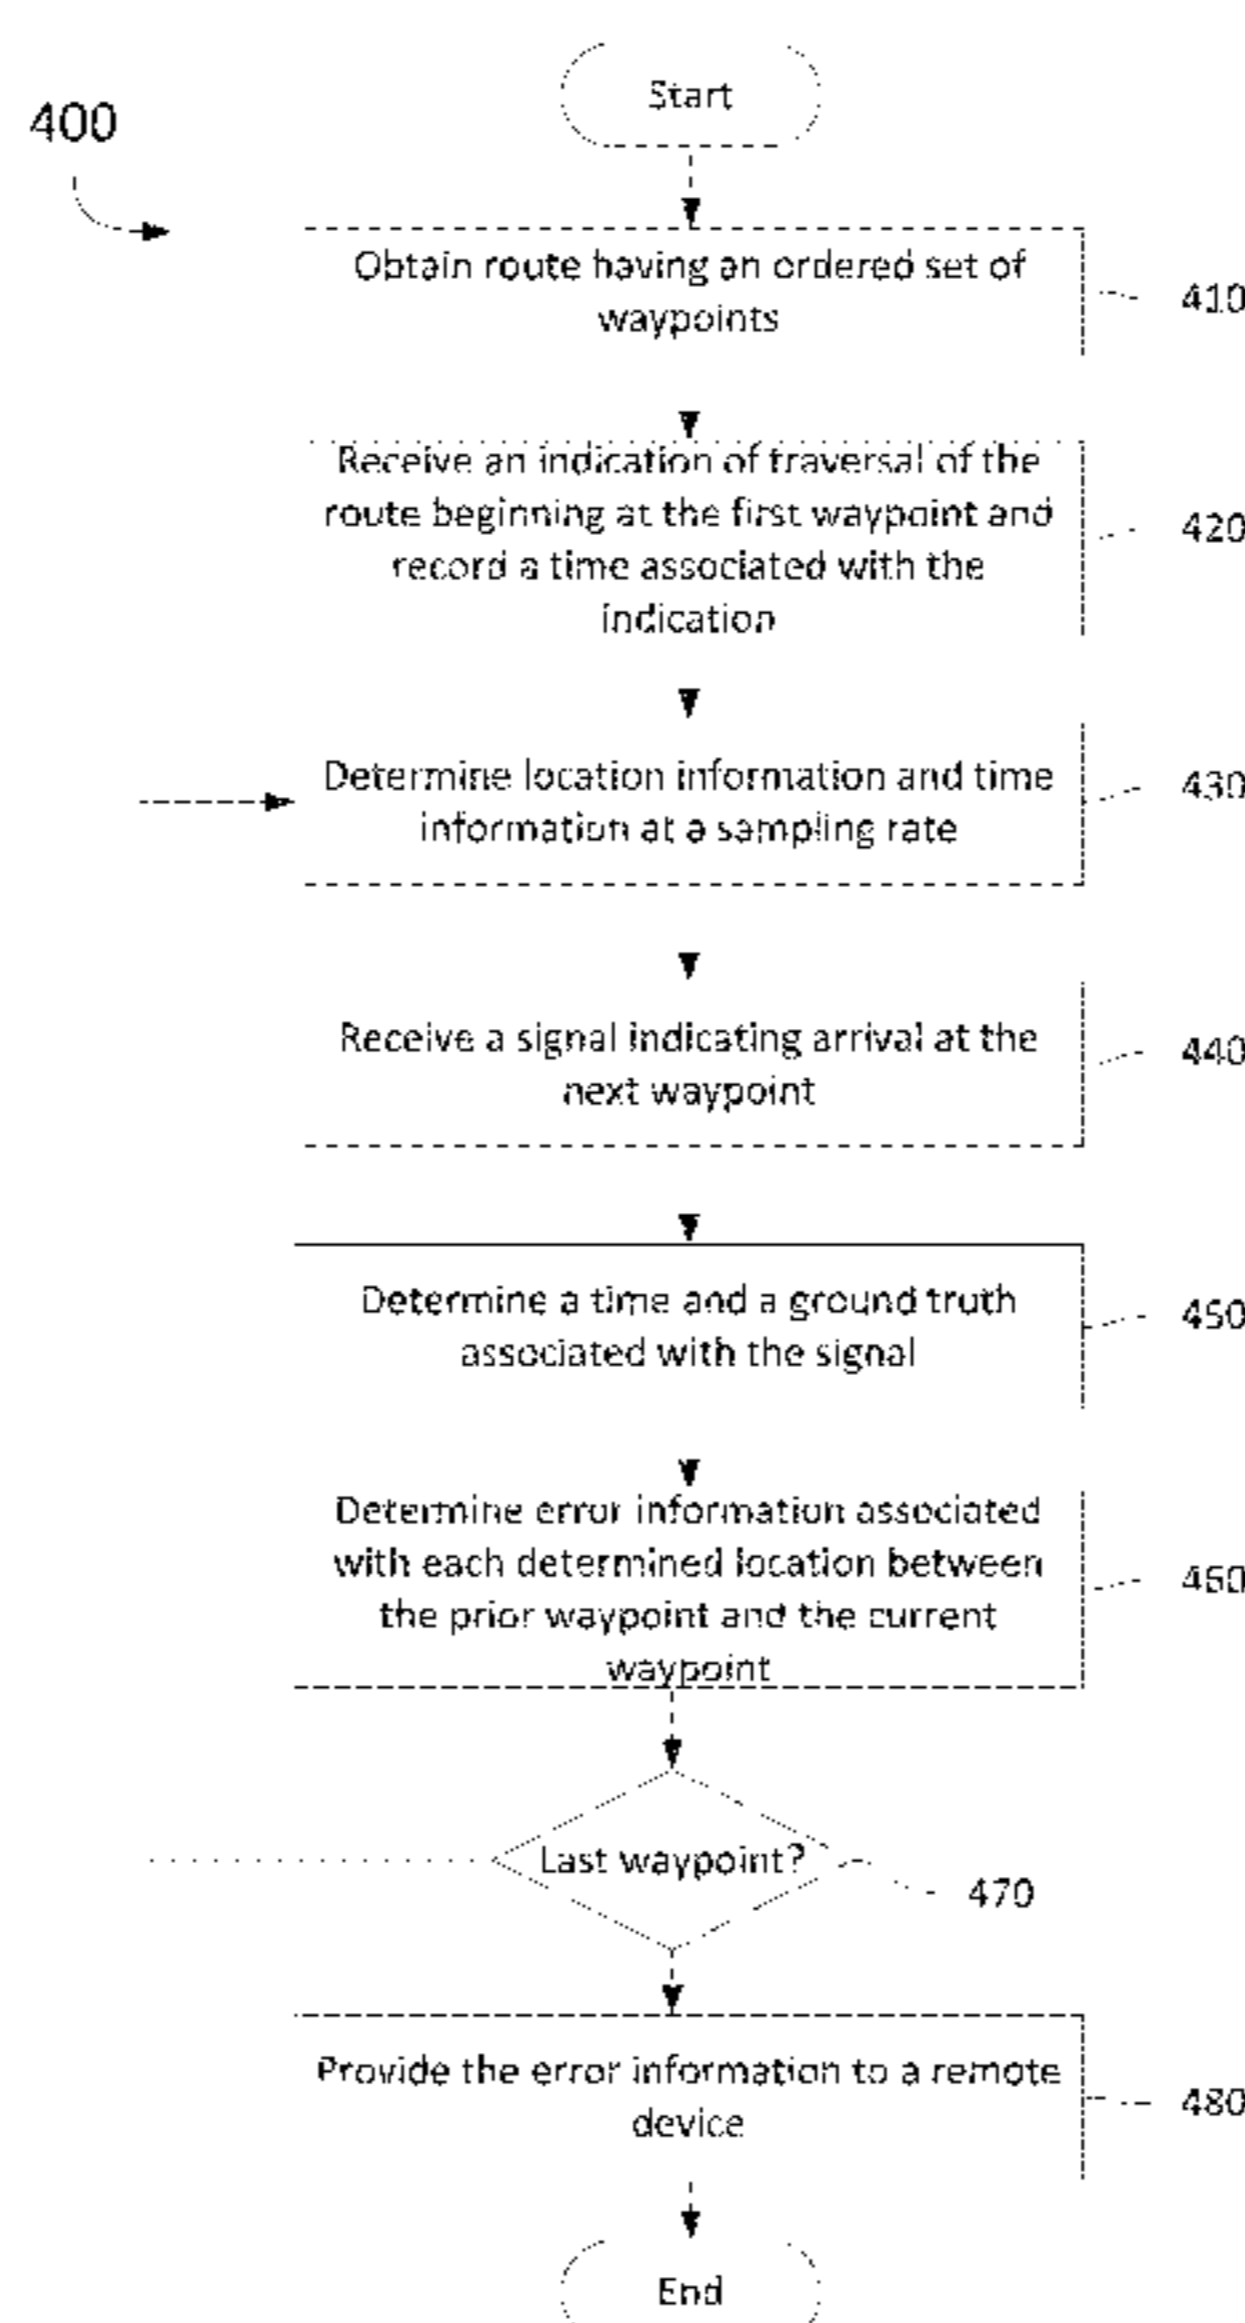 Start
400
Obtain route having an ordered set of
waypoints
410
Receive an indication of traversal of the
route beginning at the first waypoint and
record a time associated with the
indication
420
Determine location information and time
information at a sampling rate
430
Receive a signal indicating arrival at the
next waypoint
440
Determine a time and a ground truth
associated with the signal
450
Determine error information associated
with each determined location between
the prior waypoint and the current
waypoint
460
Last waypoint?
470
Provide the error information to a remote
device
480
End